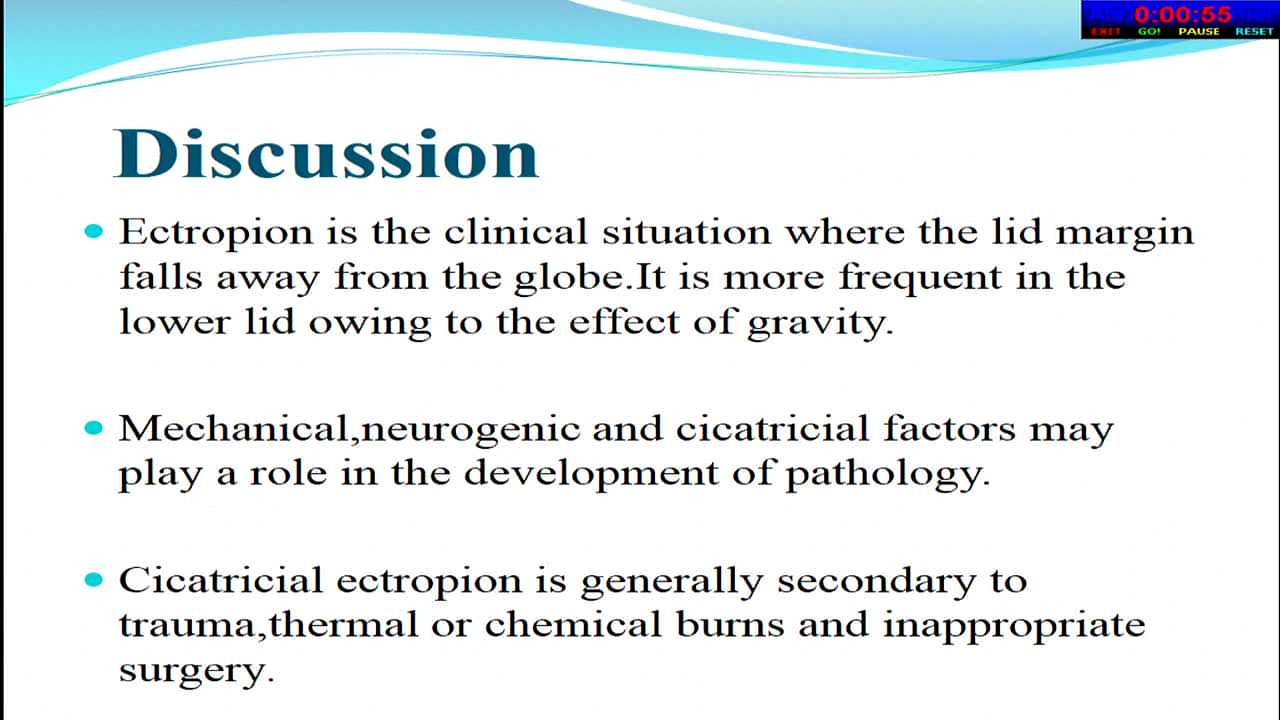 0:00:55
EXIT GO! PAUSE RESET
Discussion
Ectropion is the clinical situation where the lid margin
falls away from the globe.It is more frequent in the
lower lid owing to the effect of gravity.
Mechanical,neurogenic and cicatricial factors may
play a role in the development of pathology.
Cicatricial ectropion is generally secondary to
trauma,thermal or chemical burns and inappropriate
surgery.